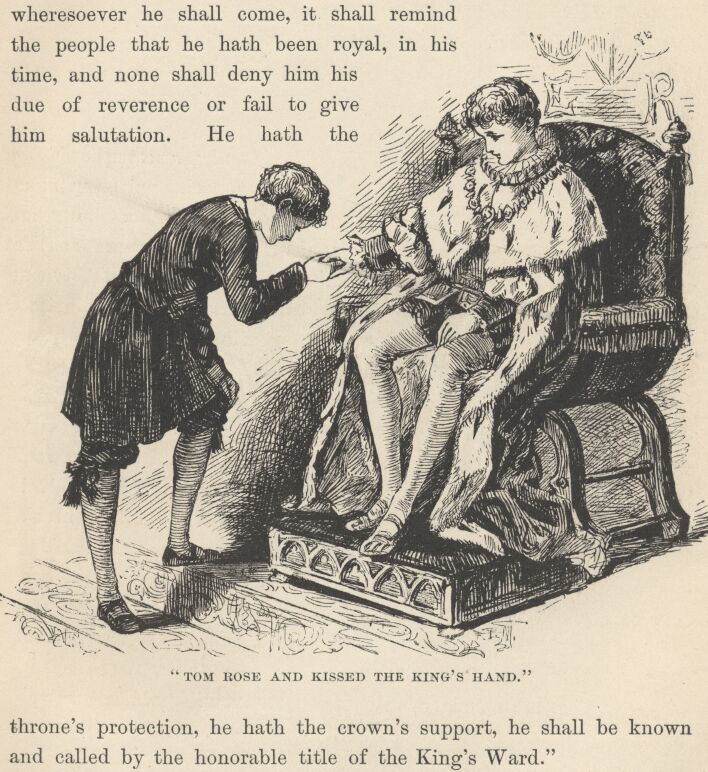 wheresoever he shall come, it shall remind
the people that he hath been royal, in his
time, and none shall deny him his
due of reverence or fail to give
him salutation. He hath the
"TOM ROSE AND KISSED THE KING'S HAND."
throne's protection, he hath the crown's support, he shall be known
and called by the honorable title of the King's Ward."